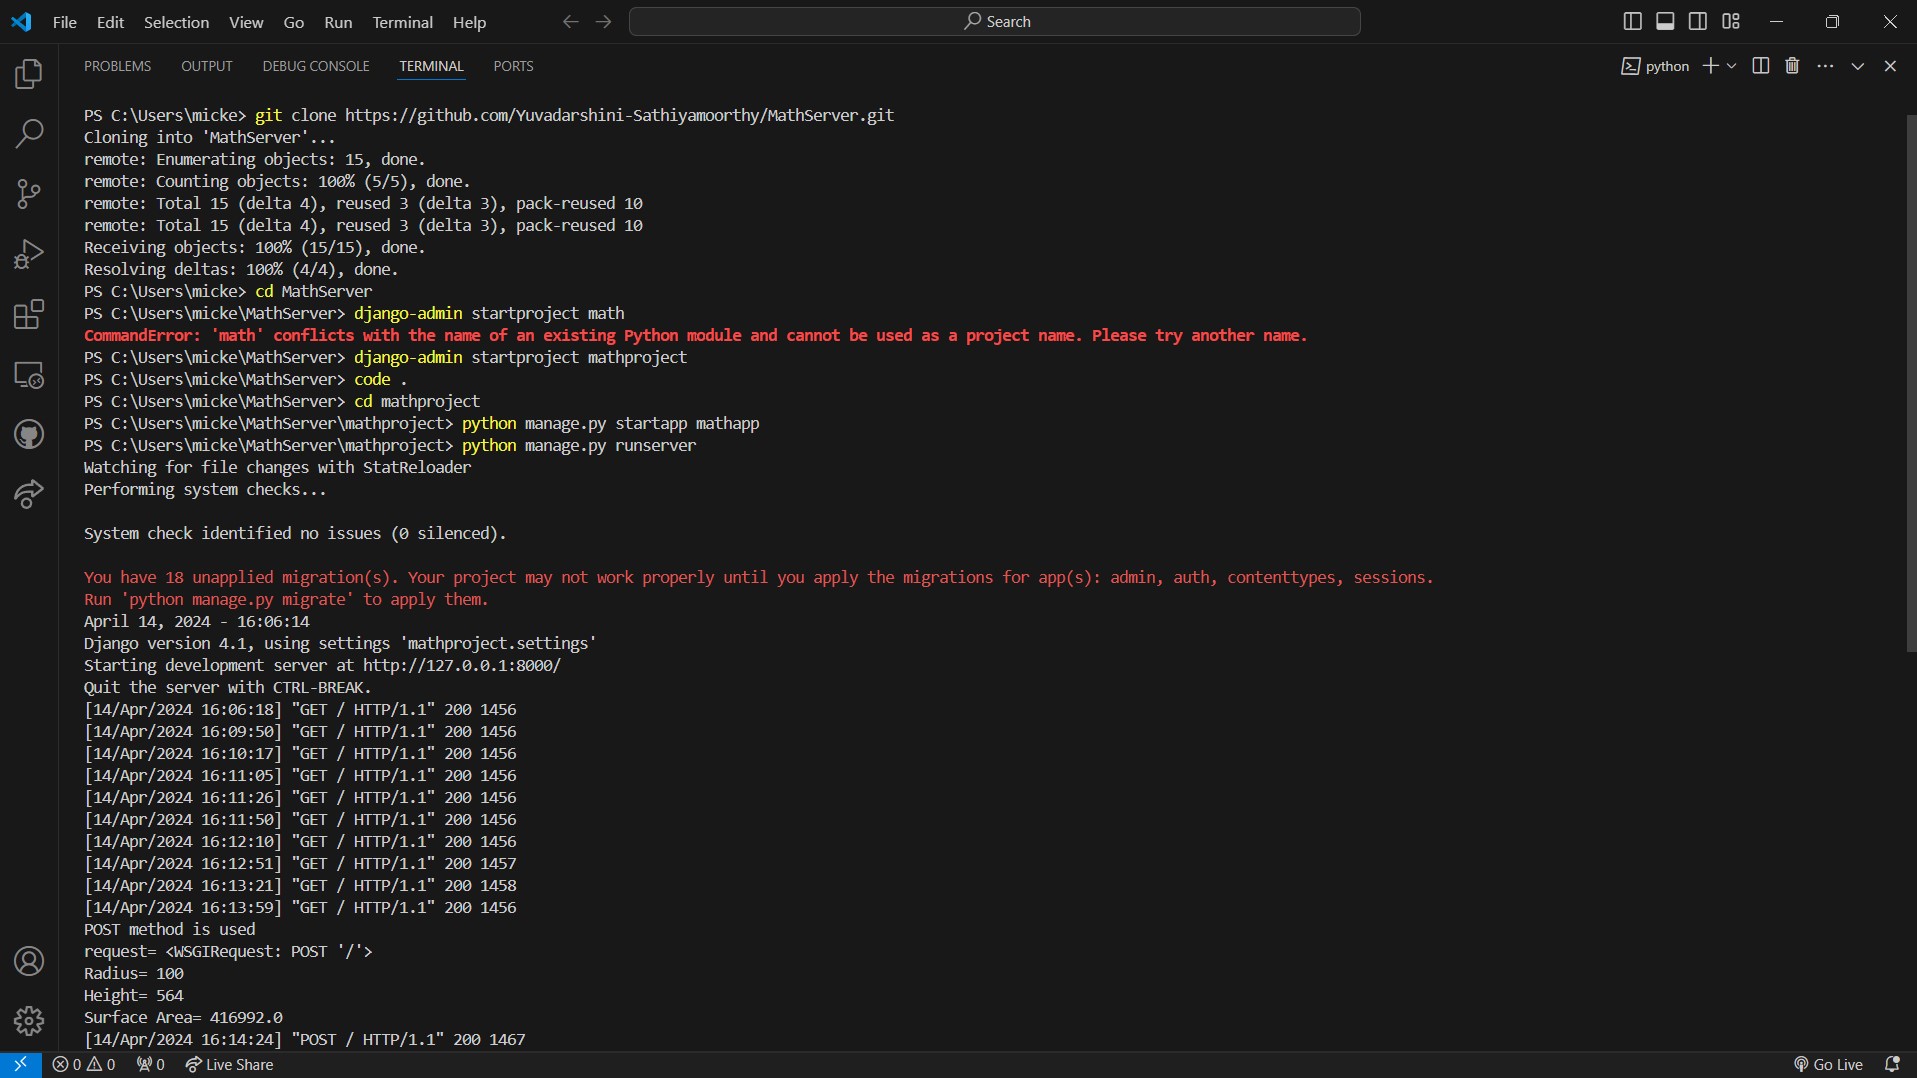 File Edit Selection View Go Run Terminal Help Search
PROBLEMS OUTPUT DEBUG CONSOLE TERMINAL PORTS python
PS C:\Users\micke> git clone https://github.com/Yuvadarshini-Sathiyamoorthy/MathServer.git
Cloning into 'MathServer'...
remote: Enumerating objects: 15, done.
remote: Counting objects: 100% (5/5), done.
remote: Total 15 (delta 4), reused 3 (delta 3), pack-reused 10
remote: Total 15 (delta 4), reused 3 (delta 3), pack-reused 10
Receiving objects: 100% (15/15), done.
Resolving deltas: 100% (4/4), done.
PS C:\Users\micke> cd MathServer
PS C:\Users\micke\MathServer> django-admin startproject math
CommandError: 'math' conflicts with the name of an existing Python module and cannot be used as a project name. Please try another name.
PS C:\Users\micke\MathServer> django-admin startproject mathproject
PS C:\Users\micke\MathServer> code .
PS C:\Users\micke\MathServer> cd mathproject
PS C:\Users\micke\MathServer\mathproject> python manage.py startapp mathapp
PS C:\Users\micke\MathServer\mathproject> python manage.py runserver
Watching for file changes with StatReloader
Performing system checks...
System check identified no issues (0 silenced).
You have 18 unapplied migration(s). Your project may not work properly until you apply the migrations for app(s): admin, auth, contenttypes, sessions.
Run 'python manage.py migrate' to apply them.
April 14, 2024 - 16:06:14
Django version 4.1, using settings 'mathproject.settings'
Starting development server at http://127.0.0.1:8000/
Quit the server with CTRL-BREAK.
[14/Apr/2024 16:06:18] "GET / HTTP/1.1" 200 1456
[14/Apr/2024 16:09:50] "GET / HTTP/1.1" 200 1456
[14/Apr/2024 16:10:17] "GET / HTTP/1.1" 200 1456
[14/Apr/2024 16:11:05] "GET / HTTP/1.1" 200 1456
[14/Apr/2024 16:11:26] "GET / HTTP/1.1" 200 1456
[14/Apr/2024 16:11:50] "GET / HTTP/1.1" 200 1456
[14/Apr/2024 16:12:10] "GET / HTTP/1.1" 200 1456
[14/Apr/2024 16:12:51] "GET / HTTP/1.1" 200 1457
[14/Apr/2024 16:13:21] "GET / HTTP/1.1" 200 1458
[14/Apr/2024 16:13:59] "GET / HTTP/1.1" 200 1456
POST method is used
request= <WSGIRequest: POST '/'>
Radius= 100
Height= 564
Surface Area= 416992.0
[14/Apr/2024 16:14:24] "POST / HTTP/1.1" 200 1467
0 0 0 Live Share Go Live